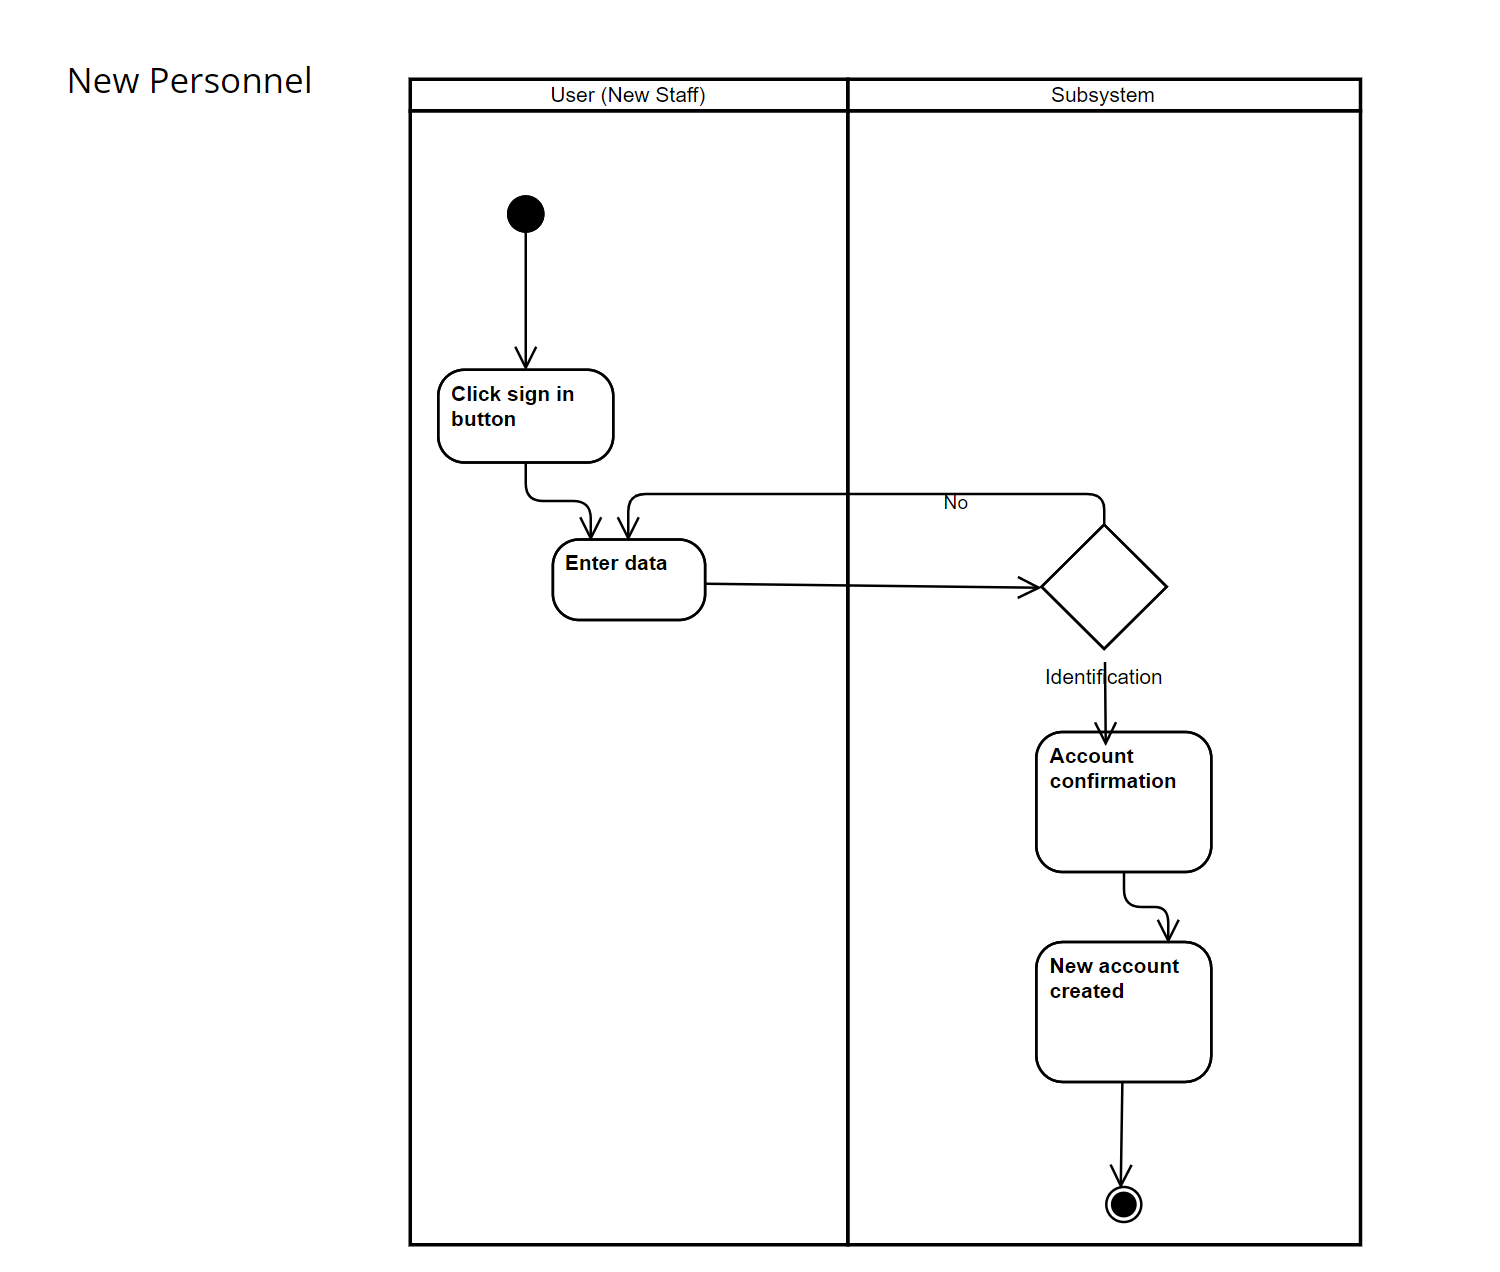 New Personnel
User (New Staff)
Subsystem
Click sign in
button
No
Enter data
Identification
Account
confirmation
New account
created